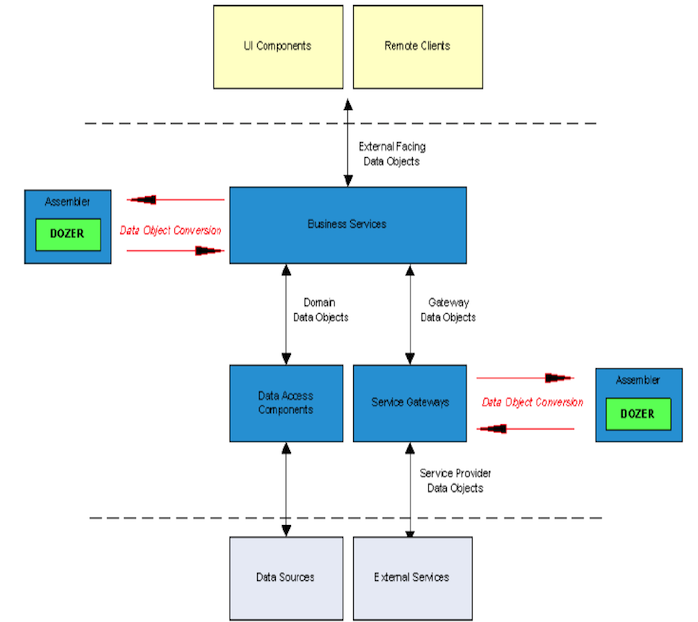 UI Components
Remote Clients
External Facing
Data Objects
Assembler
DOZER
Data Object Conversion
Business Services
Domain
Data Objects
Gateway
Data Objects
Data Access
Components
Service Gateways
Data Object Conversion
Assembler
DOZER
Service Provider
Data Objects
Data Sources
External Services